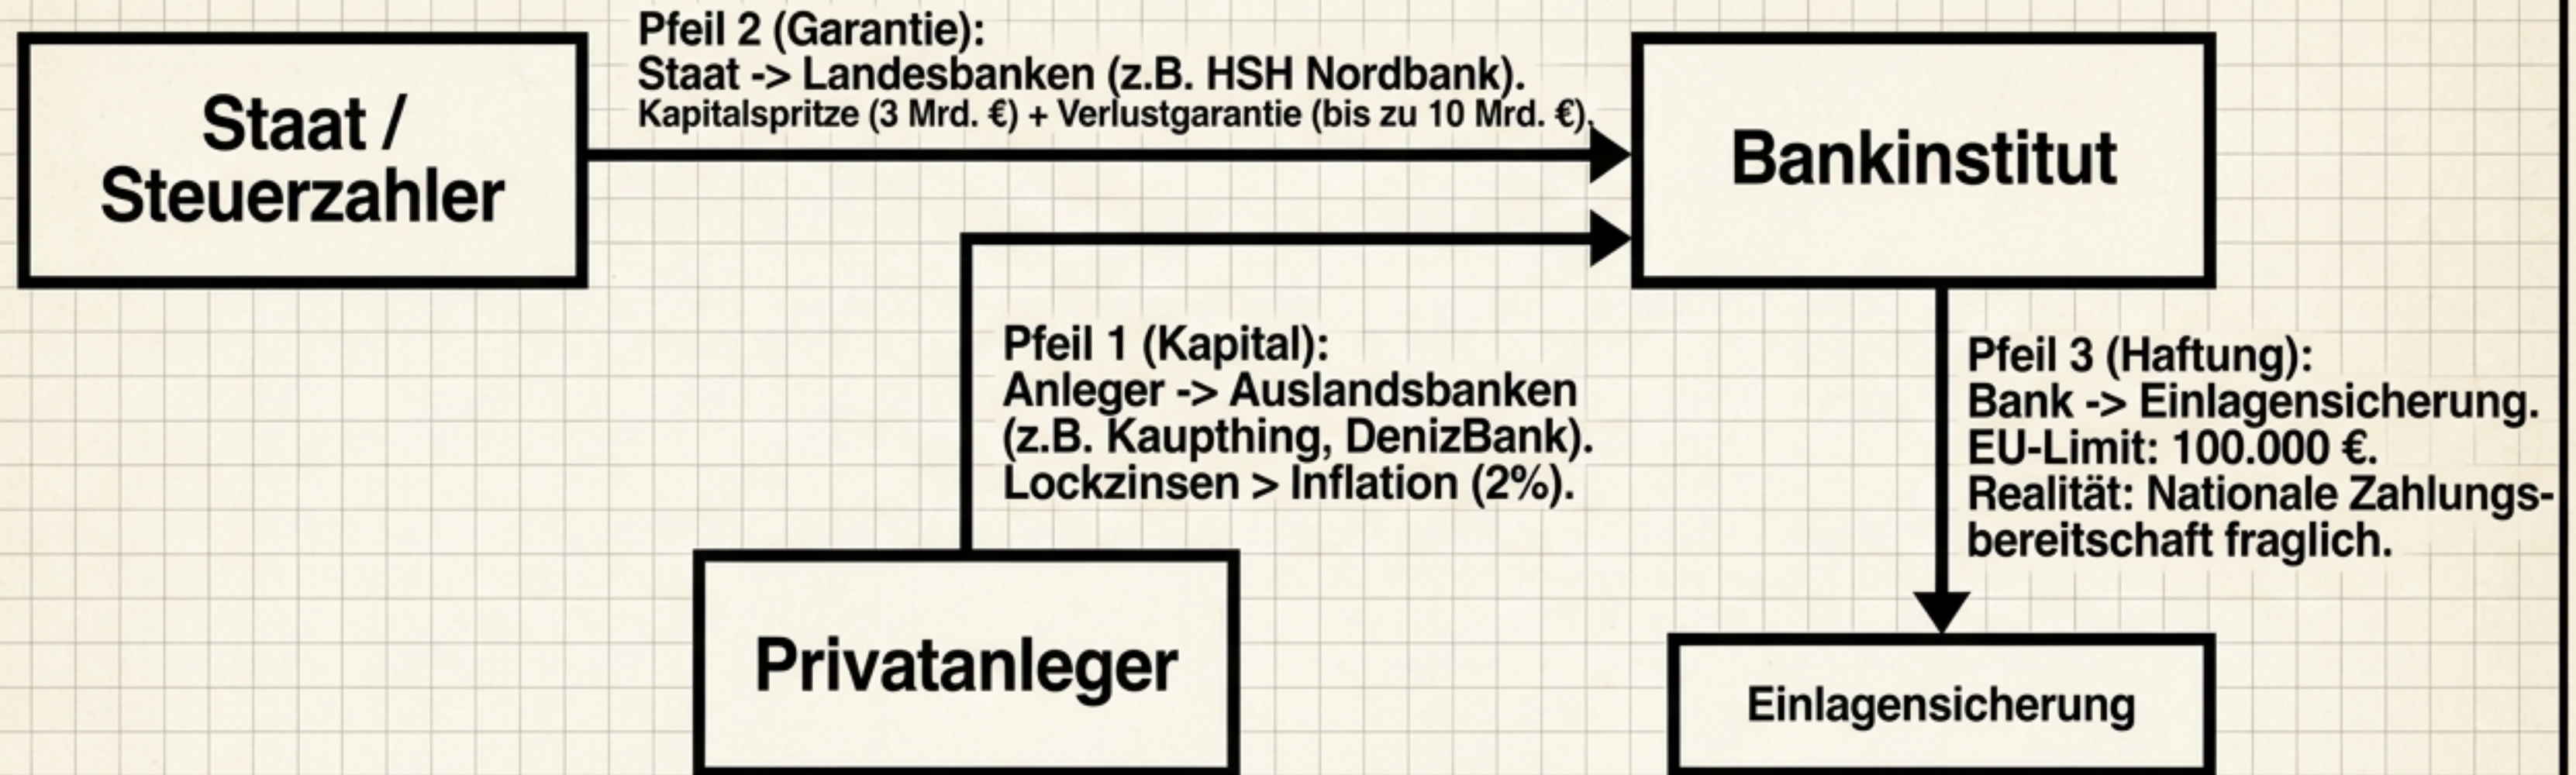 Staat /
Steuerzahler
Pfeil 2 (Garantie):
Staat -> Landesbanken (z.B. HSH Nordbank).
Kapitalspritze (3 Mrd. €) + Verlustgarantie (bis zu 10 Mrd. €).
Bankinstitut
Pfeil 1 (Kapital):
Anleger -> Auslandsbanken
(z.B. Kaupthing, DenizBank).
Lockzinsen > Inflation (2%).
Pfeil 3 (Haftung):
Bank -> Einlagensicherung.
EU-Limit: 100.000 €.
Realität: Nationale Zahlungs-
bereitschaft fraglich.
Privatanleger
Einlagensicherung